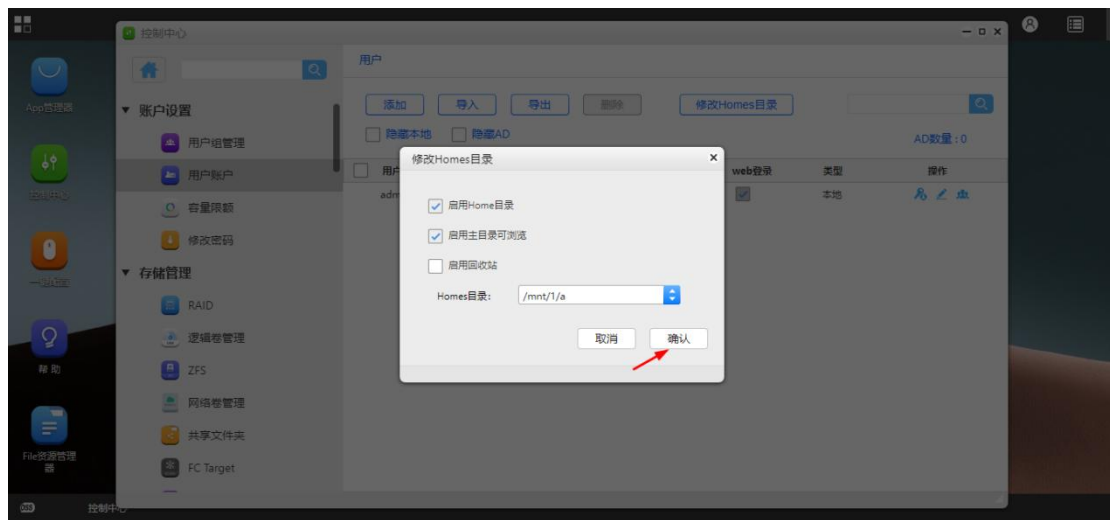 控制中心
用户
App管理器
控制中心
帮助
File资源管理
器
账户设置
用户组管理
用户账户
容量限额
修改密码
存储管理
RAID
逻辑卷管理
ZFS
网络卷管理
共享文件夹
FC Target
添加
导入
导出
删除
修改Homes目录
隐藏本地
隐藏AD
AD数量 : 0
用户
web登录
类型
操作
adm
本地
修改Homes目录
启用Home目录
启用主目录可浏览
启用回收站
Homes目录:
/mnt/1/a
取消
确认
控制中心